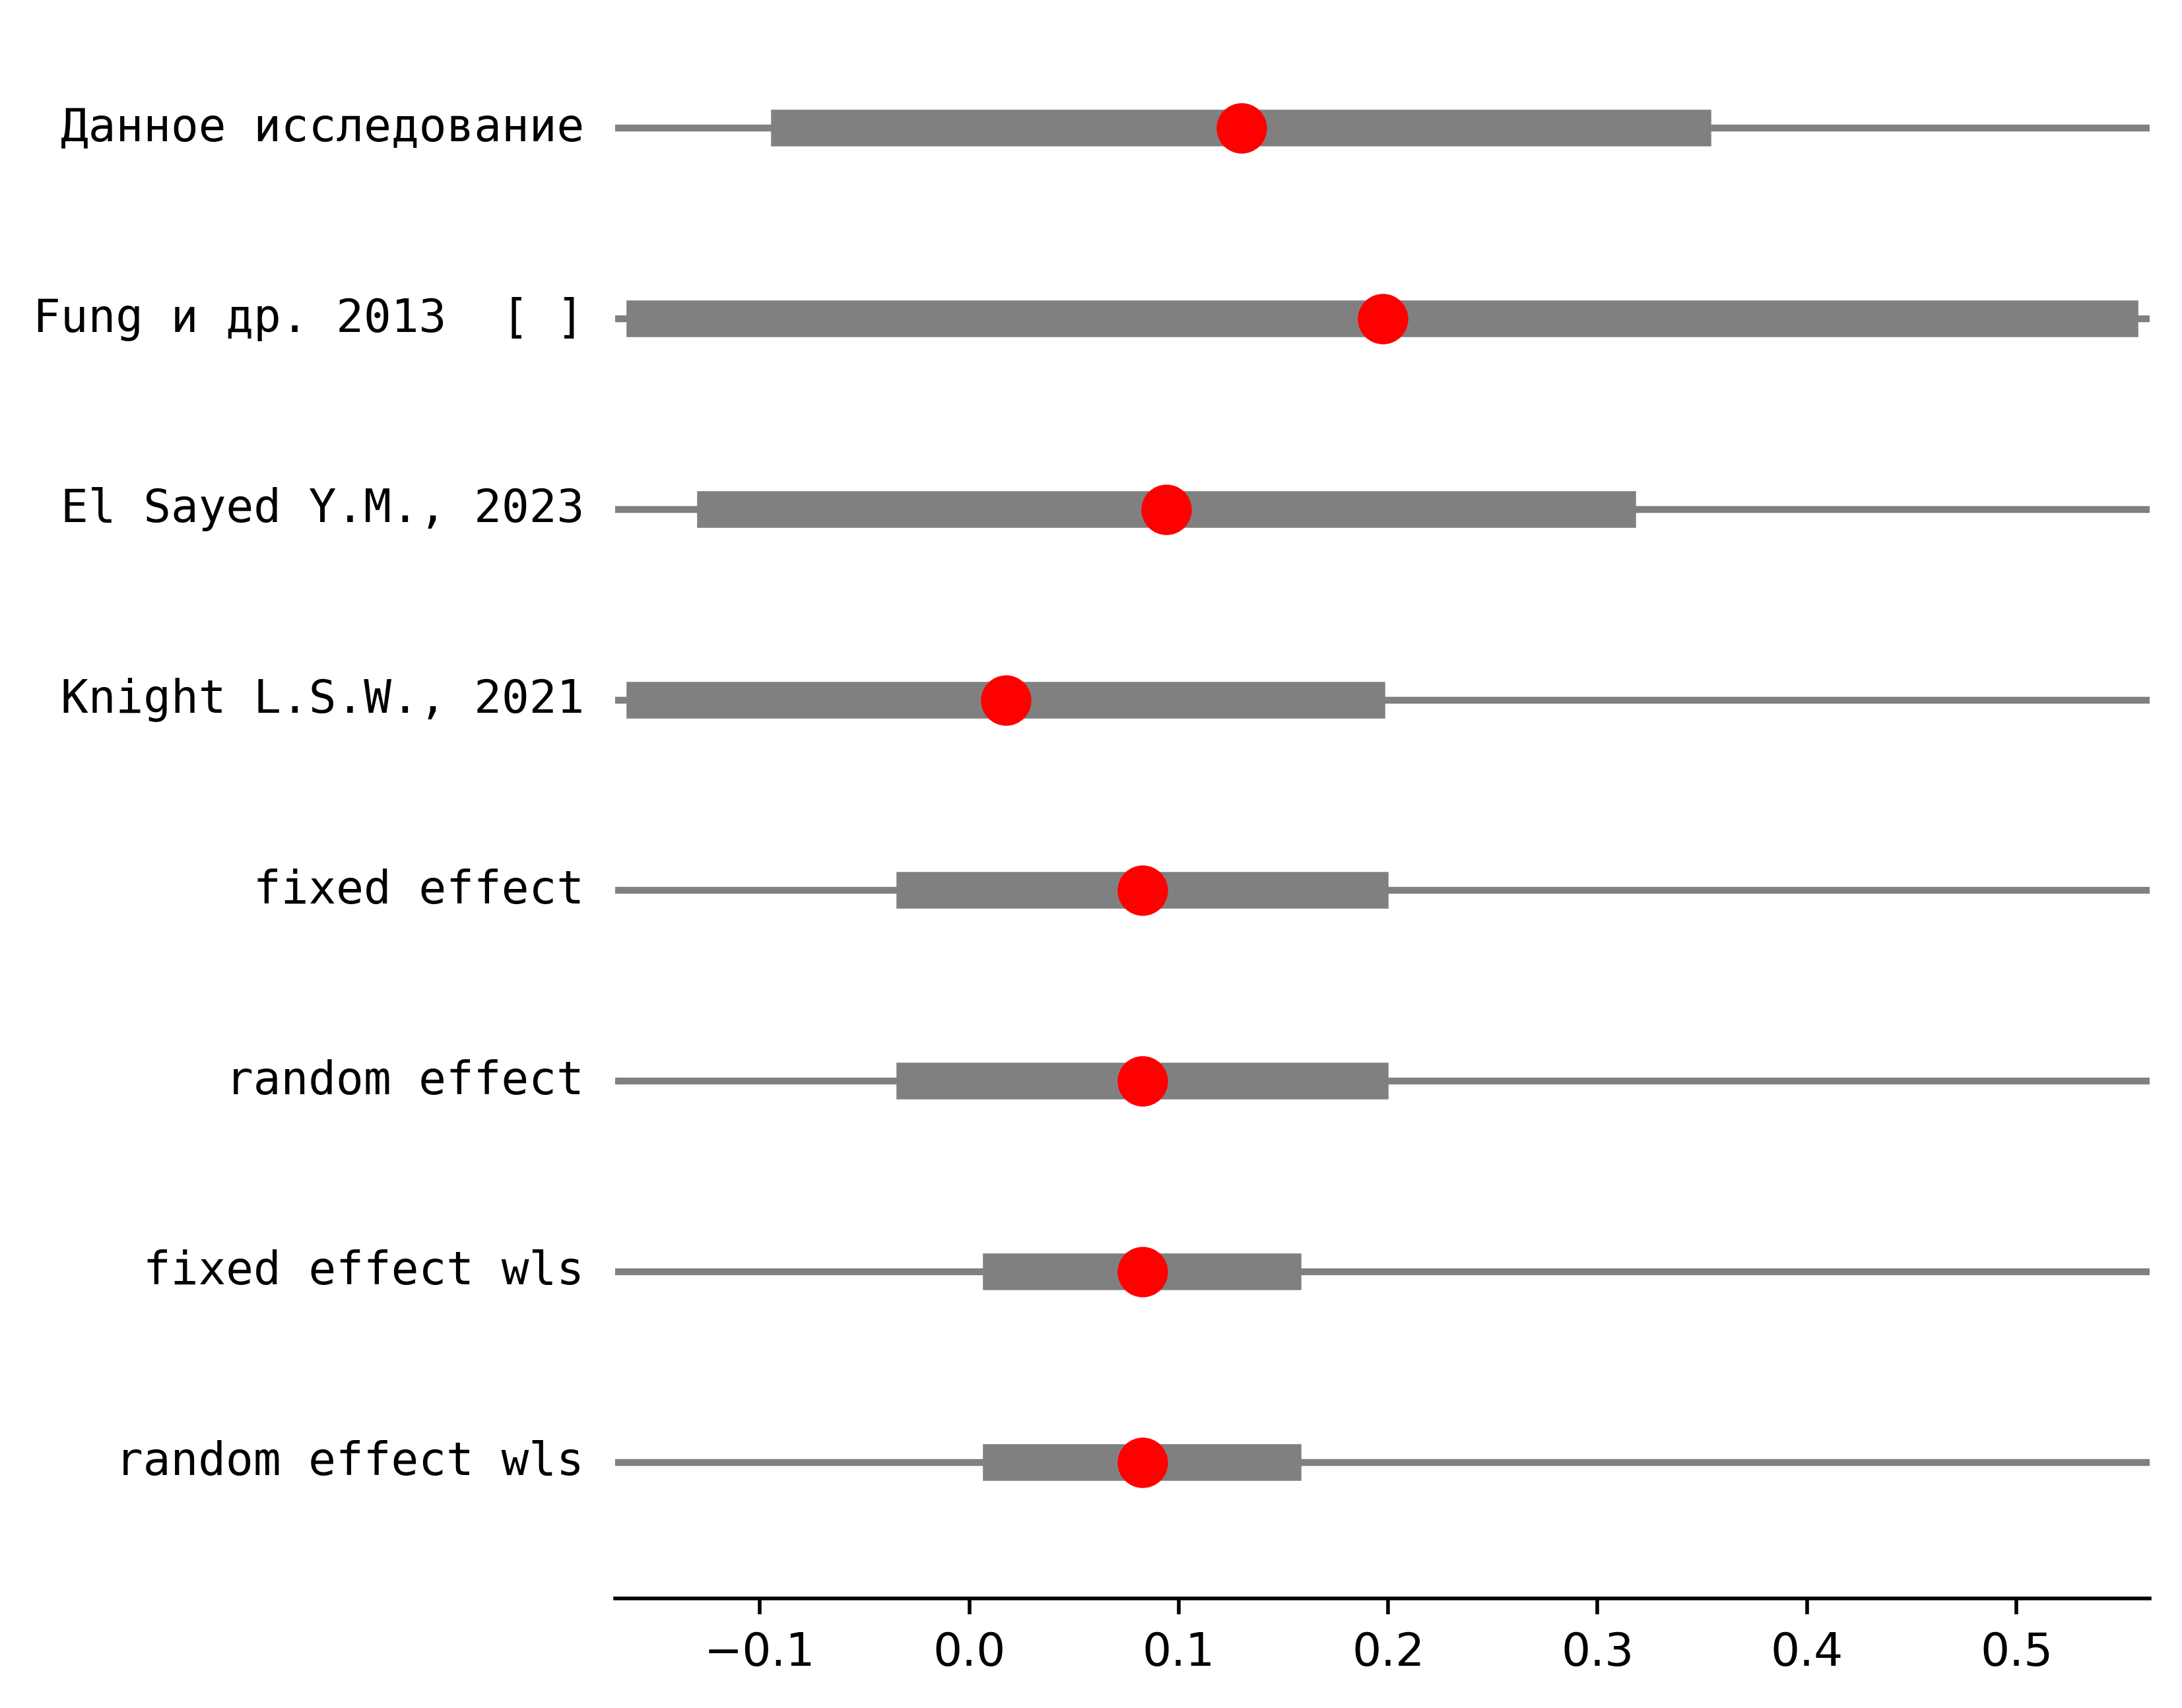 Данное исследование
Fung и др. 2013  [ ]
El Sayed Y.M., 2023
Knight L.S.W., 2021
fixed effect
random effect
fixed effect wls
random effect wls
−0.1 0.0 0.1 0.2 0.3 0.4 0.5